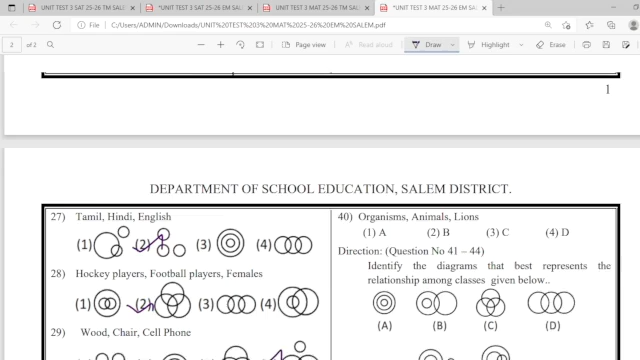 UNIT TEST 3 SAT 25-26 TM SALE
*UNIT TEST 3 SAT 25-26 EM SAL
UNIT TEST 3 MAT 25-26 TM SALE
*UNIT TEST 3 MAT 23-26 EM SAL
File
C:/Users/ADMIN/Downloads/UNIT%20TEST%203%20MAT%2025-26%20EM%20SALEM.pdf
2 of 2
Page view
Read aloud
Draw
Highlight
Erase
1
DEPARTMENT OF SCHOOL EDUCATION, SALEM DISTRICT.
27) Tamil, Hindi, English
(1) (2) (3) (4)
28) Hockey players, Football players, Females
(1) (2) (3) (4)
29) Wood, Chair, Cell Phone
40) Organisms, Animals, Lions
(1) A (2) B (3) C (4) D
Direction: (Question No 41 – 44)
Identify the diagrams that best represents the
relationship among classes given below..
(A) (B) (C) (D)